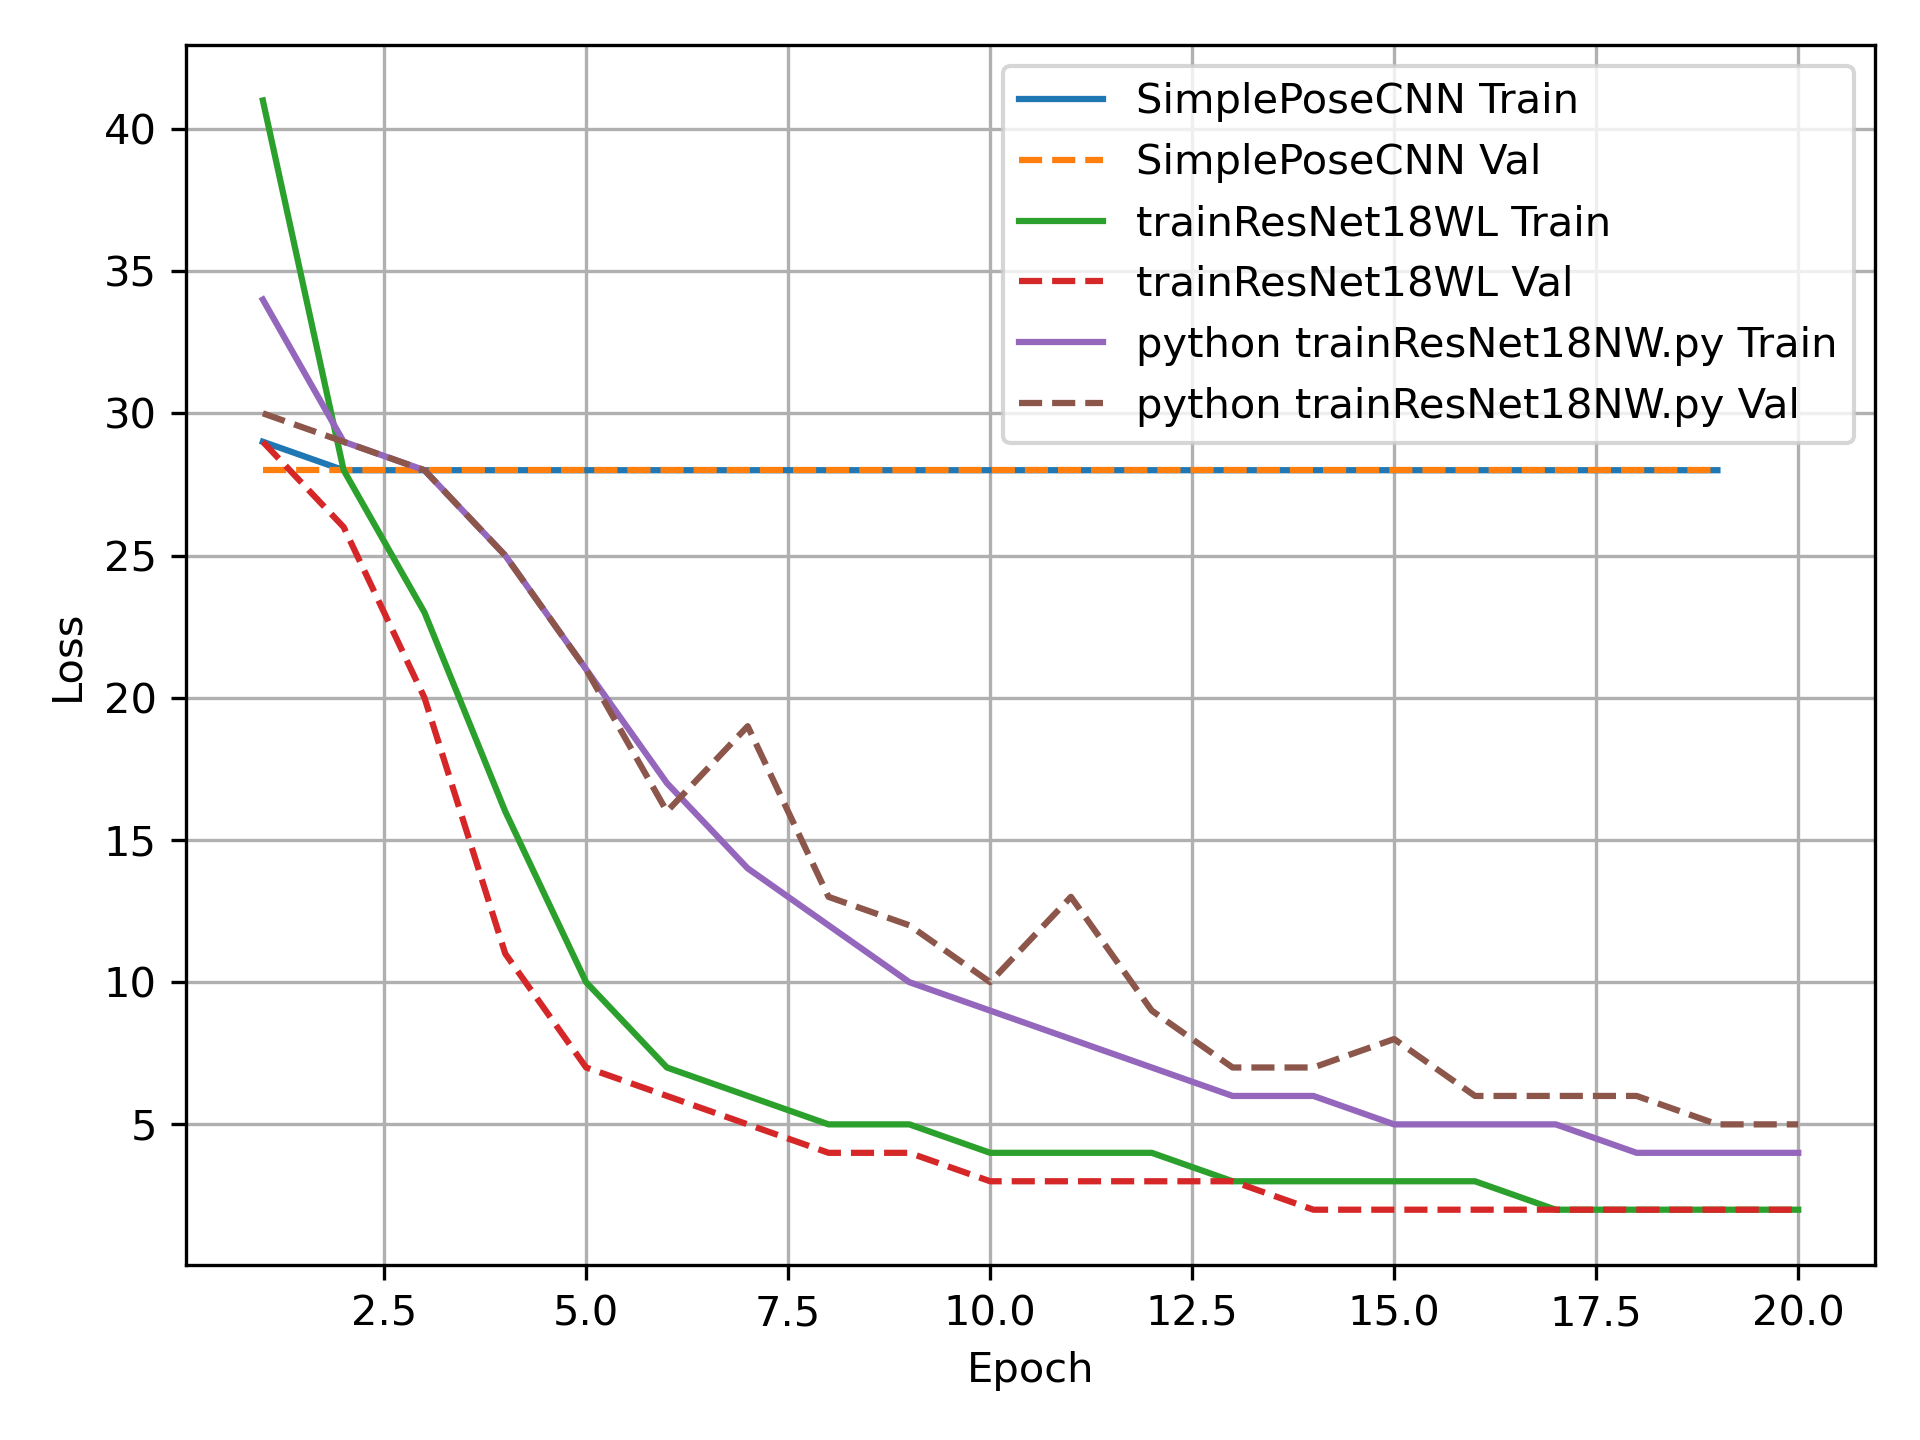 SimplePoseCNN Train
SimplePoseCNN Val
trainResNet18WL Train
trainResNet18WL Val
python trainResNet18NW.py Train
python trainResNet18NW.py Val
40
35
30
25
20
15
10
5
Loss
2.5 5.0 7.5 10.0 12.5 15.0 17.5 20.0
Epoch